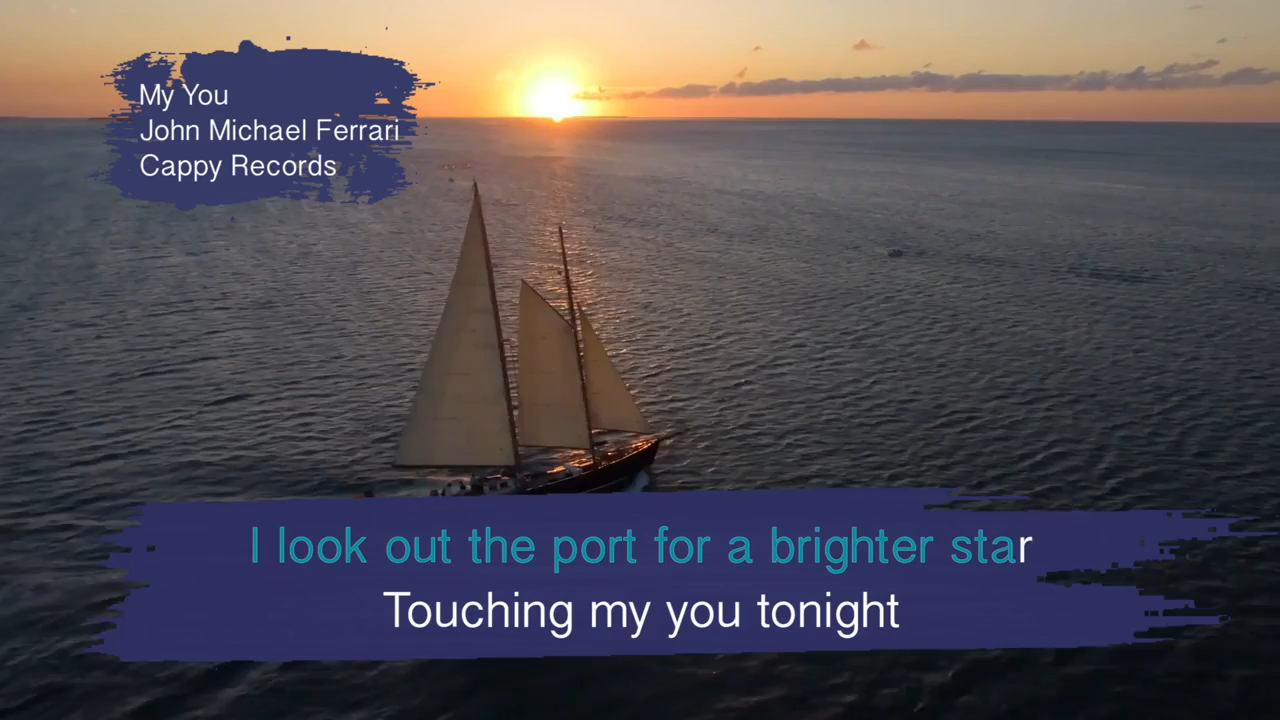 My You
John Michael Ferrari
Cappy Records
I look out the port for a brighter star
Touching my you tonight